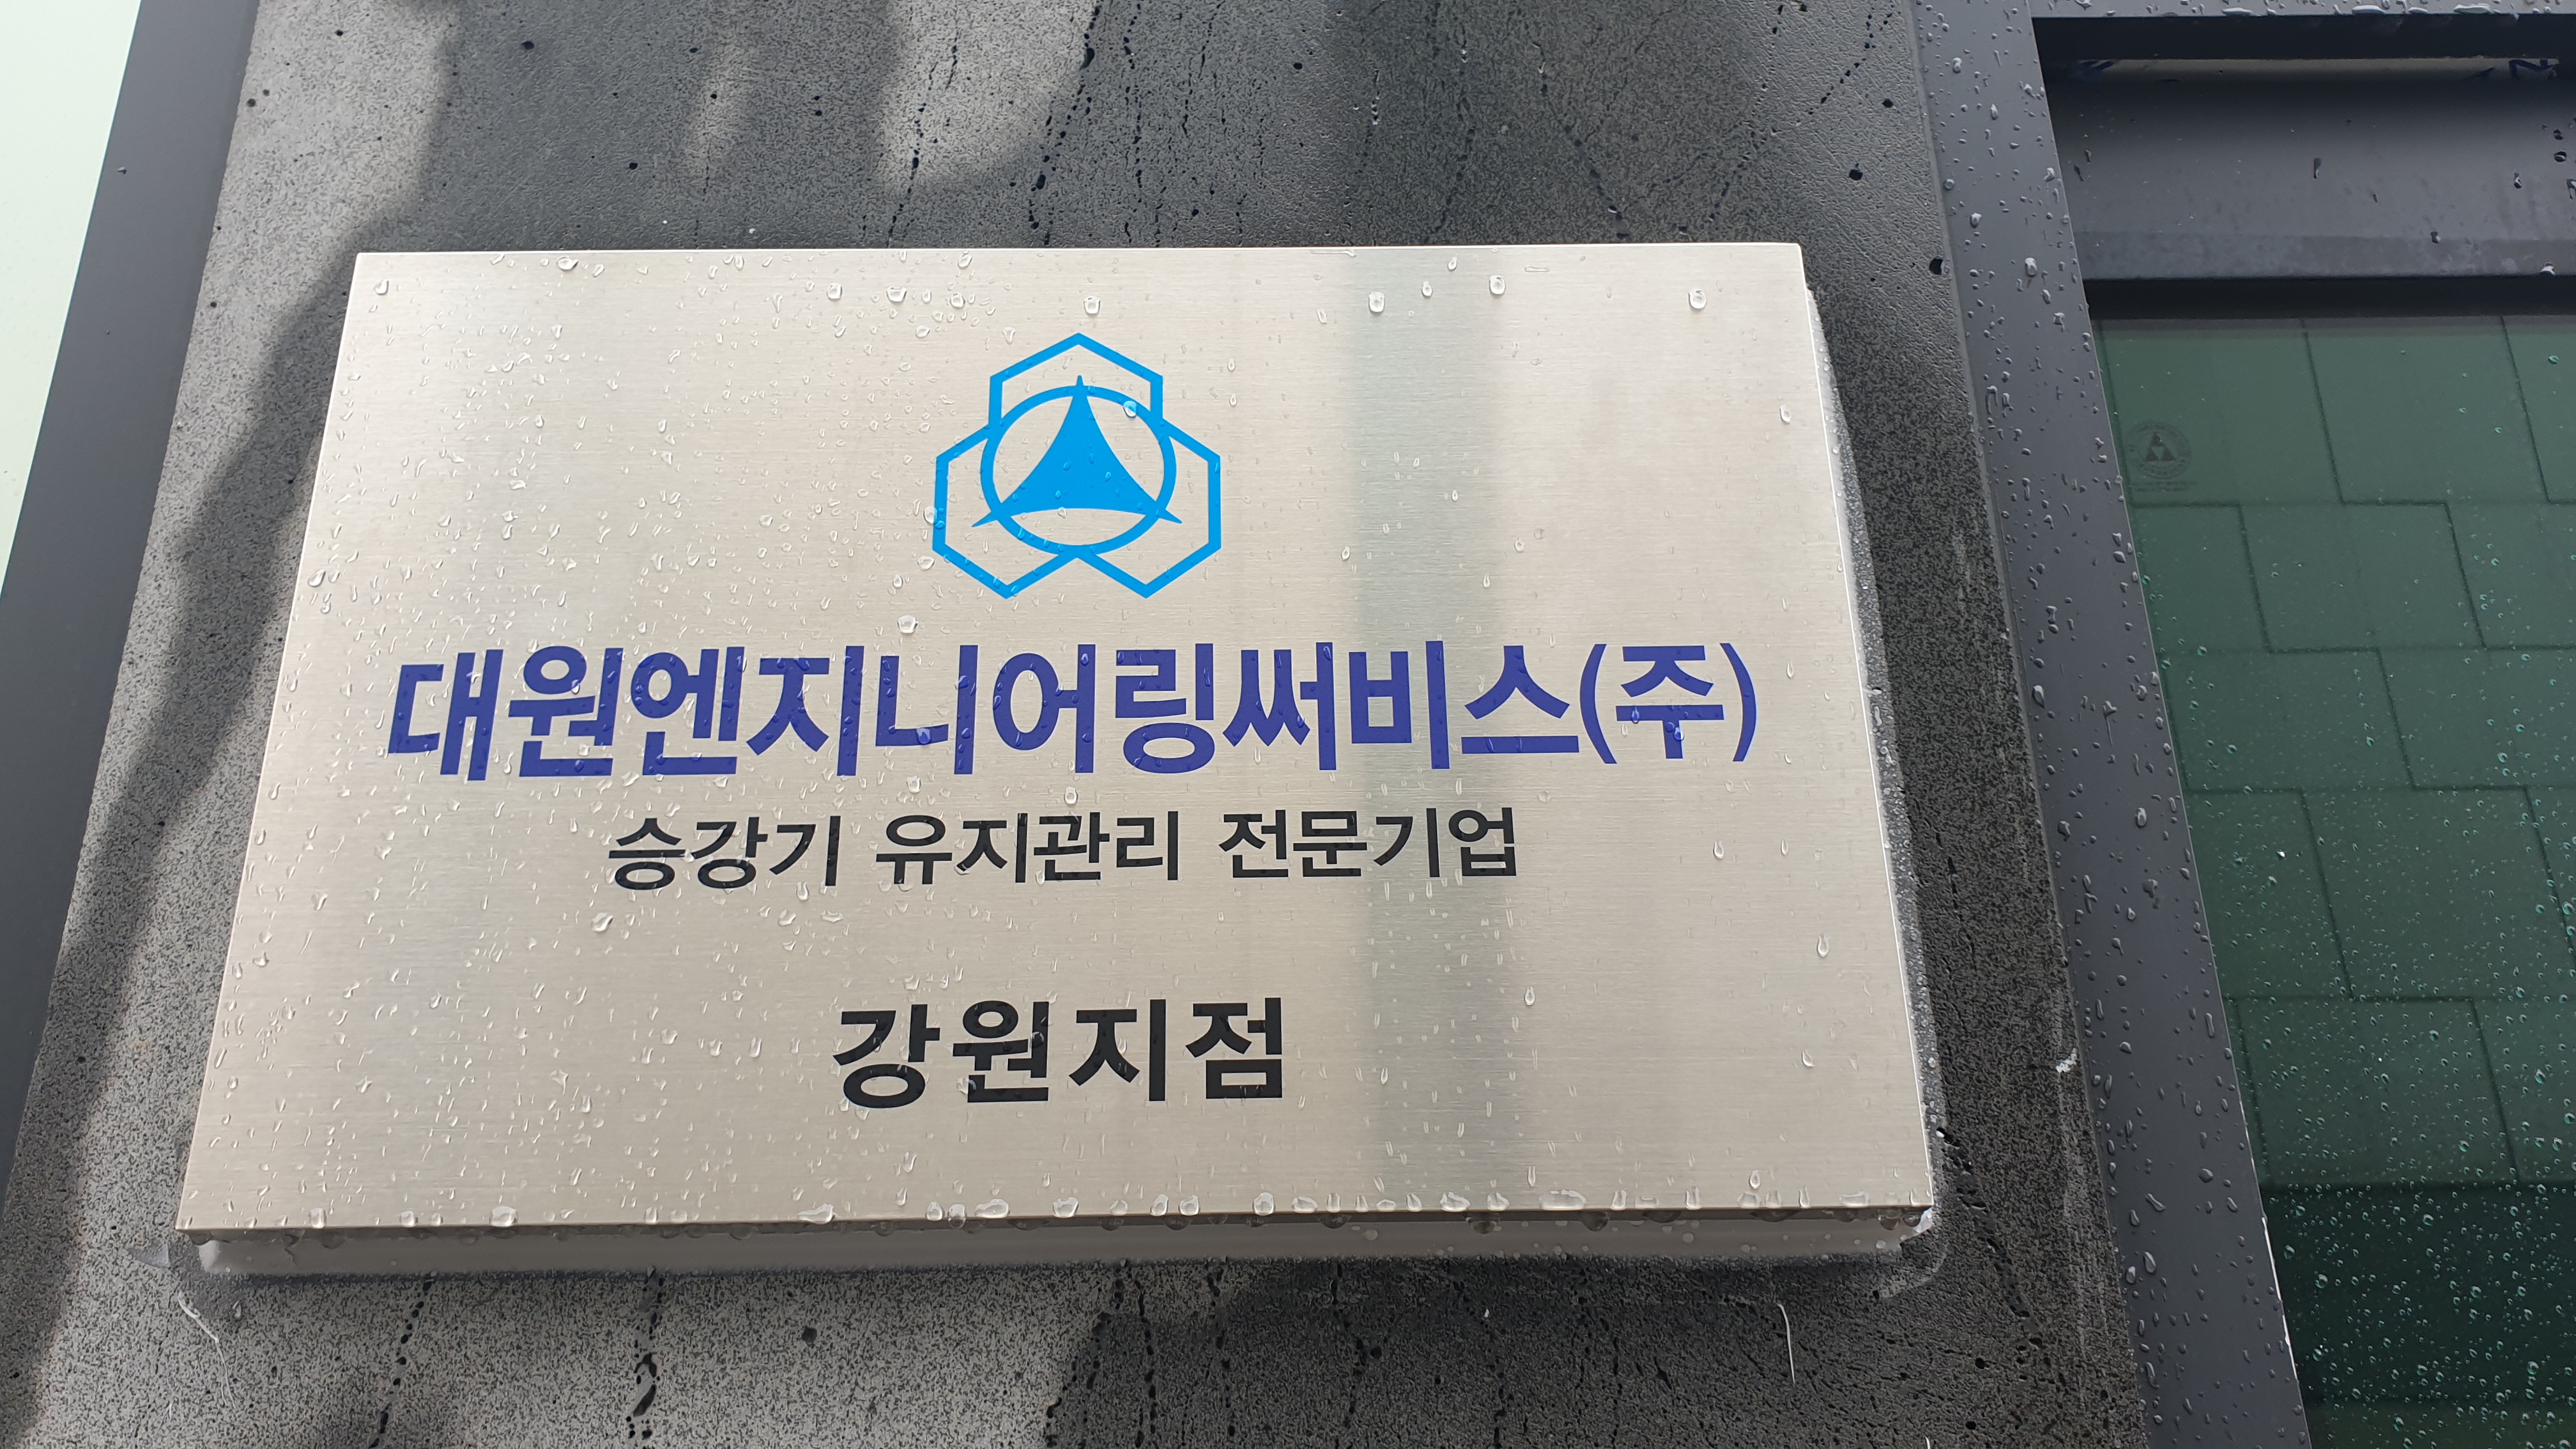 대원엔지니어링써비스(주)
승강기 유지관리 전문기업
강원지점